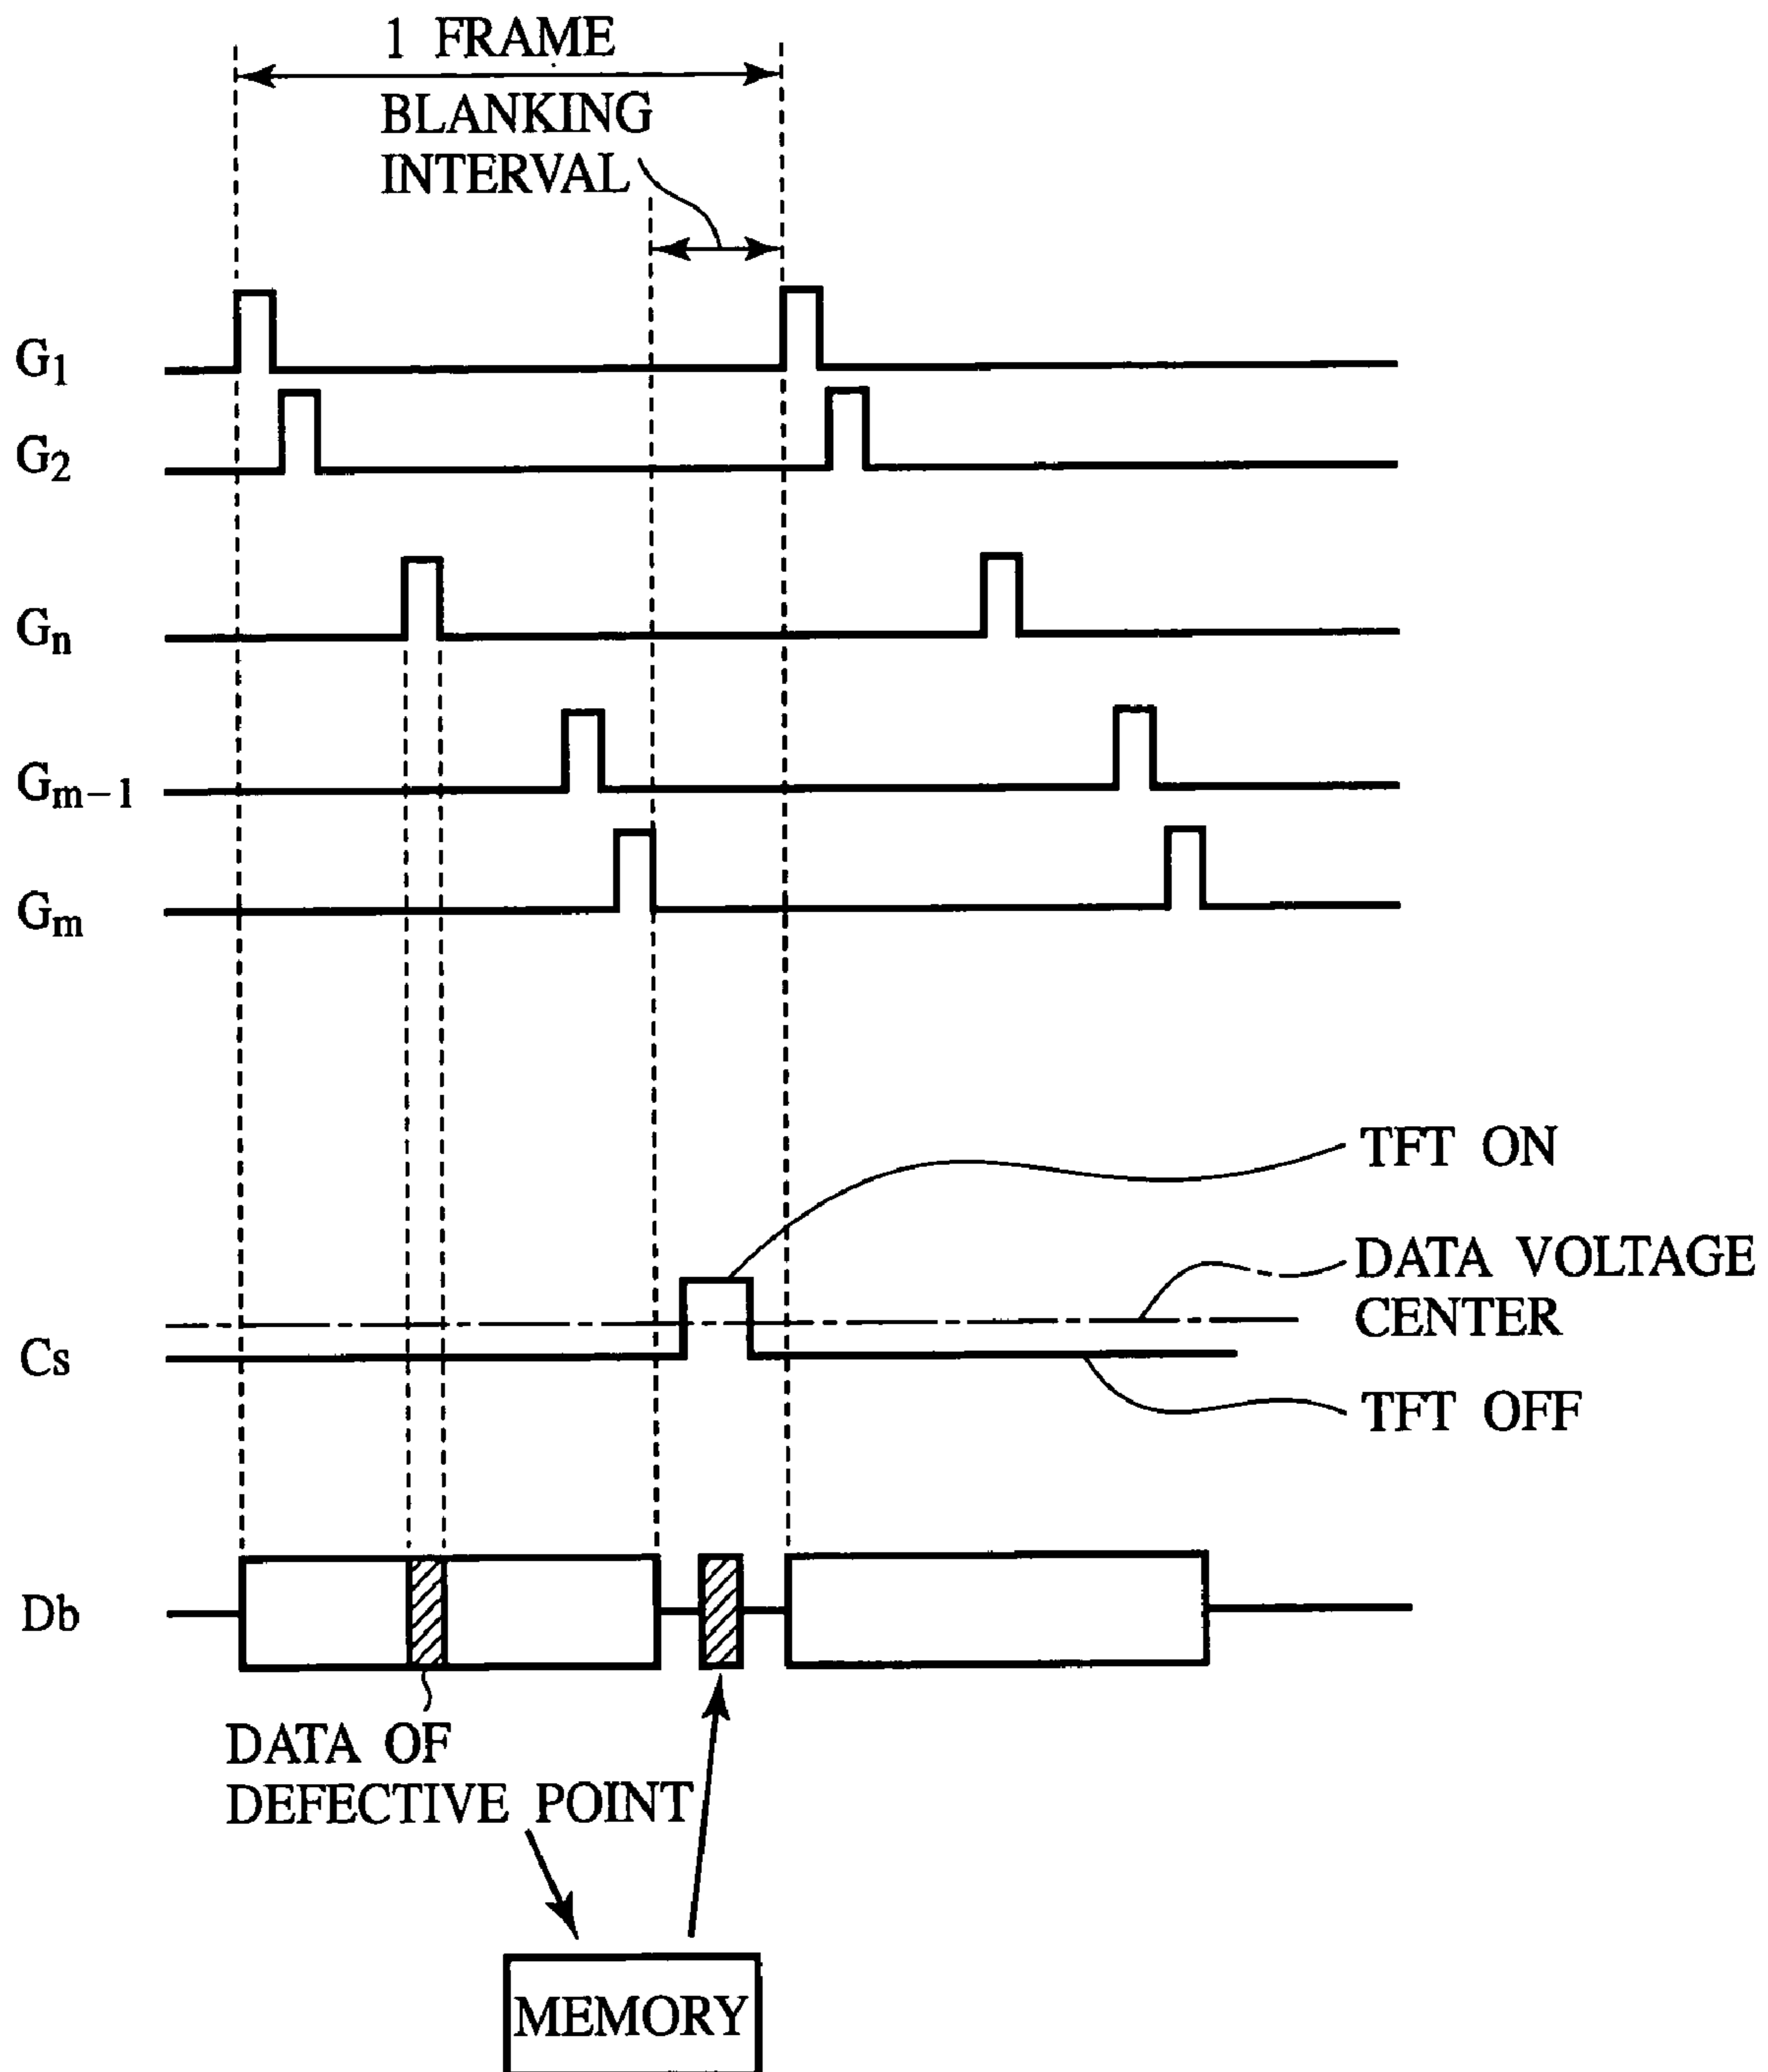 1 FRAME
BLANKING
INTERVAL
G1
G2
Gn
Gm−1
Gm
TFT ON
DATA VOLTAGE
CENTER
Cs
TFT OFF
Db
DATA OF
DEFECTIVE POINT
MEMORY